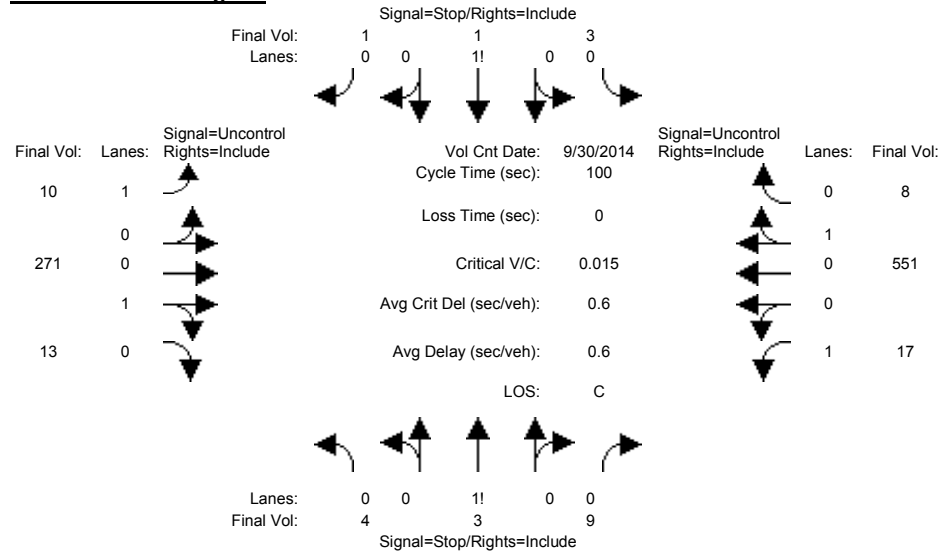 Signal=Stop/Rights=Include
Final Vol: 1 1 3
Lanes: 0 0 1! 0 0
Signal=Uncontrol Signal=Uncontrol
Final Vol: Lanes: Rights=Include Vol Cnt Date: 9/30/2014 Rights=Include Lanes: Final Vol:
Cycle Time (sec): 100
10 1 0 8
Loss Time (sec): 0
0 1
271 0 Critical V/C: 0.015 0 551
1 Avg Crit Del (sec/veh): 0.6 0
13 0 Avg Delay (sec/veh): 0.6 1 17
LOS: C
Lanes: 0 0 1! 0 0
Final Vol: 4 3 9
Signal=Stop/Rights=Include